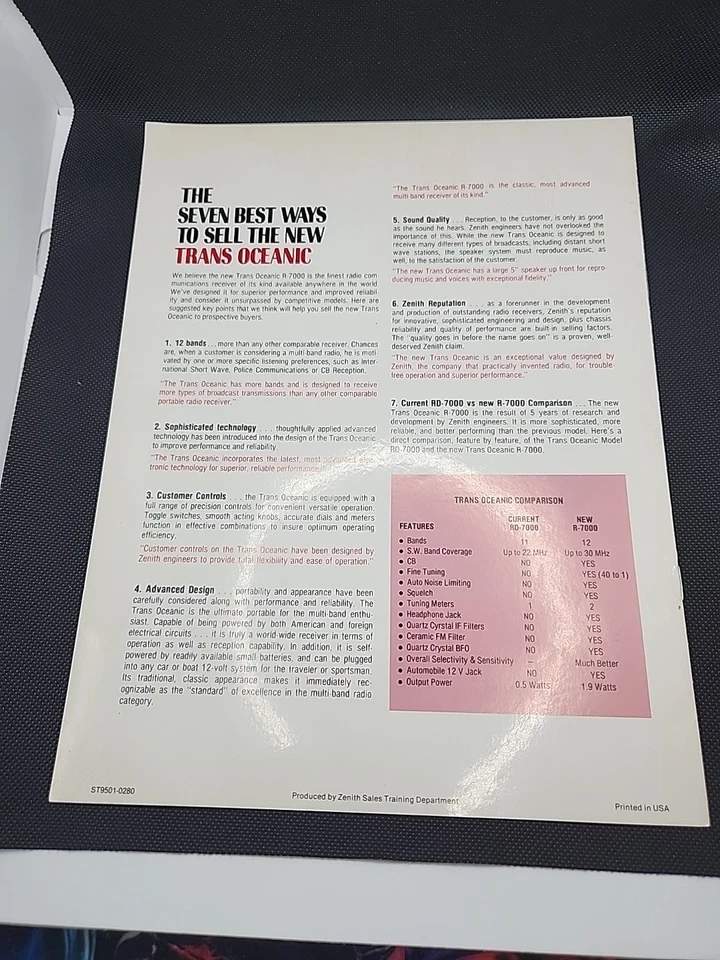 THE
SEVEN BEST WAYS
TO SELL THE NEW
TRANS OCEANIC
We believe the new Trans Oceanic R-7000 is the finest radio com-
munications receiver of its kind available anywhere in the world.
We've designed it for superior performance and improved reliabil-
ity and consider it unsurpassed by competitive models. Here are
suggested key points that we think will help you sell the new Trans
Oceanic to prospective buyers.
1. 12 bands ... more than any other comparable receiver. Chances
are, when a customer is considering a multi-band radio, he is moti-
vated by one or more specific listening preferences, such as Inter-
national Short Wave, Police Communications or CB Reception.
"The Trans Oceanic has more bands and is designed to receive
more types of broadcast transmissions than any other comparable
portable radio receiver."
2. Sophisticated technology . . . thoughtfully applied advanced
technology has been introduced into the design of the Trans Oceanic
to improve performance and reliability.
"The Trans Oceanic incorporates the latest, most advanced elec-
tronic technology for superior, reliable performance
3. Customer Controls . . . the Trans Oceanic is equipped with a
full range of precision controls for convenient versatile operation.
Toggle switches, smooth acting knobs, accurate dials and meters
function in effective combinations to insure optimum operating
efficiency.
"Customer controls on the Trans Oceanic have been designed by
Zenith engineers to provide total flexibility and ease of operation."
4. Advanced Design . . . portability and appearance have been
carefully considered along with performance and reliability. The
Trans Oceanic is the ultimate portable for the multi-band enthu-
siast. Capable of being powered by both American and foreign
electrical circuits . . . it is truly a world-wide receiver in terms of
operation as well as reception capability. In addition, it is self-
powered by readily available small batteries, and can be plugged
into any car or boat 12-volt system for the traveler or sportsman.
Its traditional, classic appearance makes it immediately rec-
ognizable as the "standard" of excellence in the multi-band radio
category.
"The Trans Oceanic R-7000 is the classic, most advanced
multi band receiver of its kind."
5. Sound Quality . . . Reception, to the customer, is only as good
as the sound he hears. Zenith engineers have not overlooked the
importance of this. While the new Trans Oceanic is designed to
receive many different types of broadcasts, including distant short
wave stations, the speaker system must reproduce music, as
well, to the satisfaction of the customer.
"The new Trans Oceanic has a large 5" speaker up front for repro-
ducing music and voices with exceptional fidelity."
6. Zenith Reputation . . . as a forerunner in the development
and production of outstanding radio receivers, Zenith's reputation
for innovative, sophisticated engineering and design, plus chassis
reliability and quality of performance are built in selling factors.
The "quality goes in before the name goes on" is a proven, well-
deserved Zenith claim.
"The new Trans Oceanic is an exceptional value designed by
Zenith, the company that practically invented radio, for trouble-
free operation and superior performance."
7. Current RD-7000 vs new R-7000 Comparison . . . The new
Trans Oceanic R-7000 is the result of 5 years of research and
development by Zenith engineers. It is more sophisticated, more
reliable, and better performing than the previous model. Here's a
direct comparison, feature by feature, of the Trans Oceanic Model
RD-7000 and the new Trans Oceanic R-7000.
TRANS OCEANIC COMPARISON
FEATURES CURRENT RD-7000 NEW R-7000
• Bands 11 12
• S.W. Band Coverage Up to 22 MHz Up to 30 MHz
• CB NO YES
• Fine Tuning NO YES (40 to 1)
• Auto Noise Limiting NO YES
• Squelch NO YES
• Tuning Meters 1 2
• Headphone Jack NO YES
• Quartz Cyrstal IF Filters NO YES
• Ceramic FM Filter NO YES
• Quartz Crystal BFO NO YES
• Overall Selectivity & Sensitivity – Much Better
• Automobile 12 V Jack NO YES
• Output Power 0.5 Watts 1.9 Watts
ST9501-0280
Produced by Zenith Sales Training Department
Printed in USA